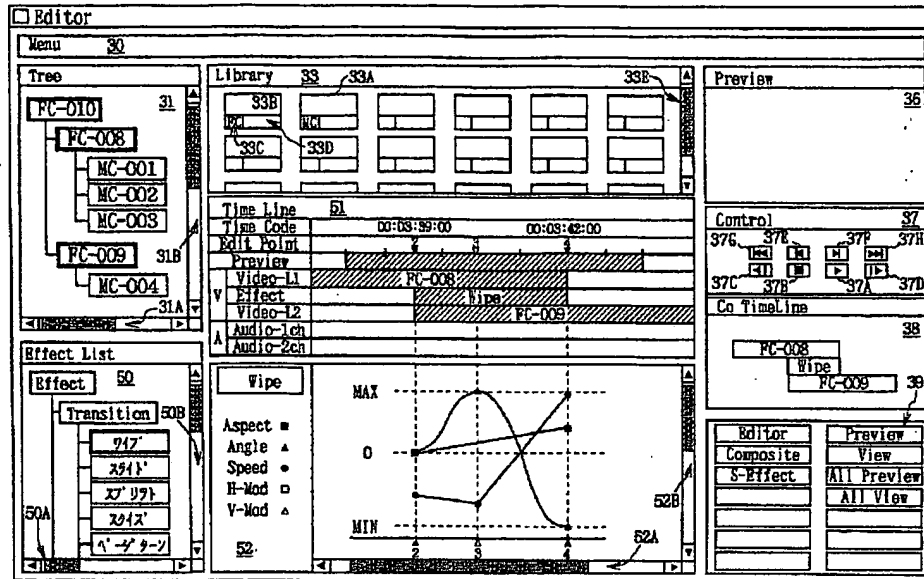 Editor
Menu 30
Tree
31
FC-010
FC-008
MC-001
MC-002
MC-003
FC-009
MC-004
31B
31A
Library 33 33A 33E
33B
FCI MCI
33C 33D
Preview
36
Time Line 51
Time Code 00:03:39:00 00:03:42:00
Edit Point 2 3 4
Preview
V
Video-L1 FC-008
Effect Wipe
Video-L2 FC-009
A
Audio-1ch
Audio-2ch
Control 37
37G 37E 37F 37H
37C 37B 37A 37D
Co TimeLine
38
FC-008
Wipe
FC-009
39
Effect List
50
Effect
Transition
50B
ワイプ
スライド
スプリット
スクイズ
ページターン
50A
Wipe
Aspect ■
Angle ▲
Speed ●
H-Mod □
V-Mod △
52
MAX
0
MIN
2 3 4
52B
52A
Editor Preview
Composite View
S-Effect All Preview
All View